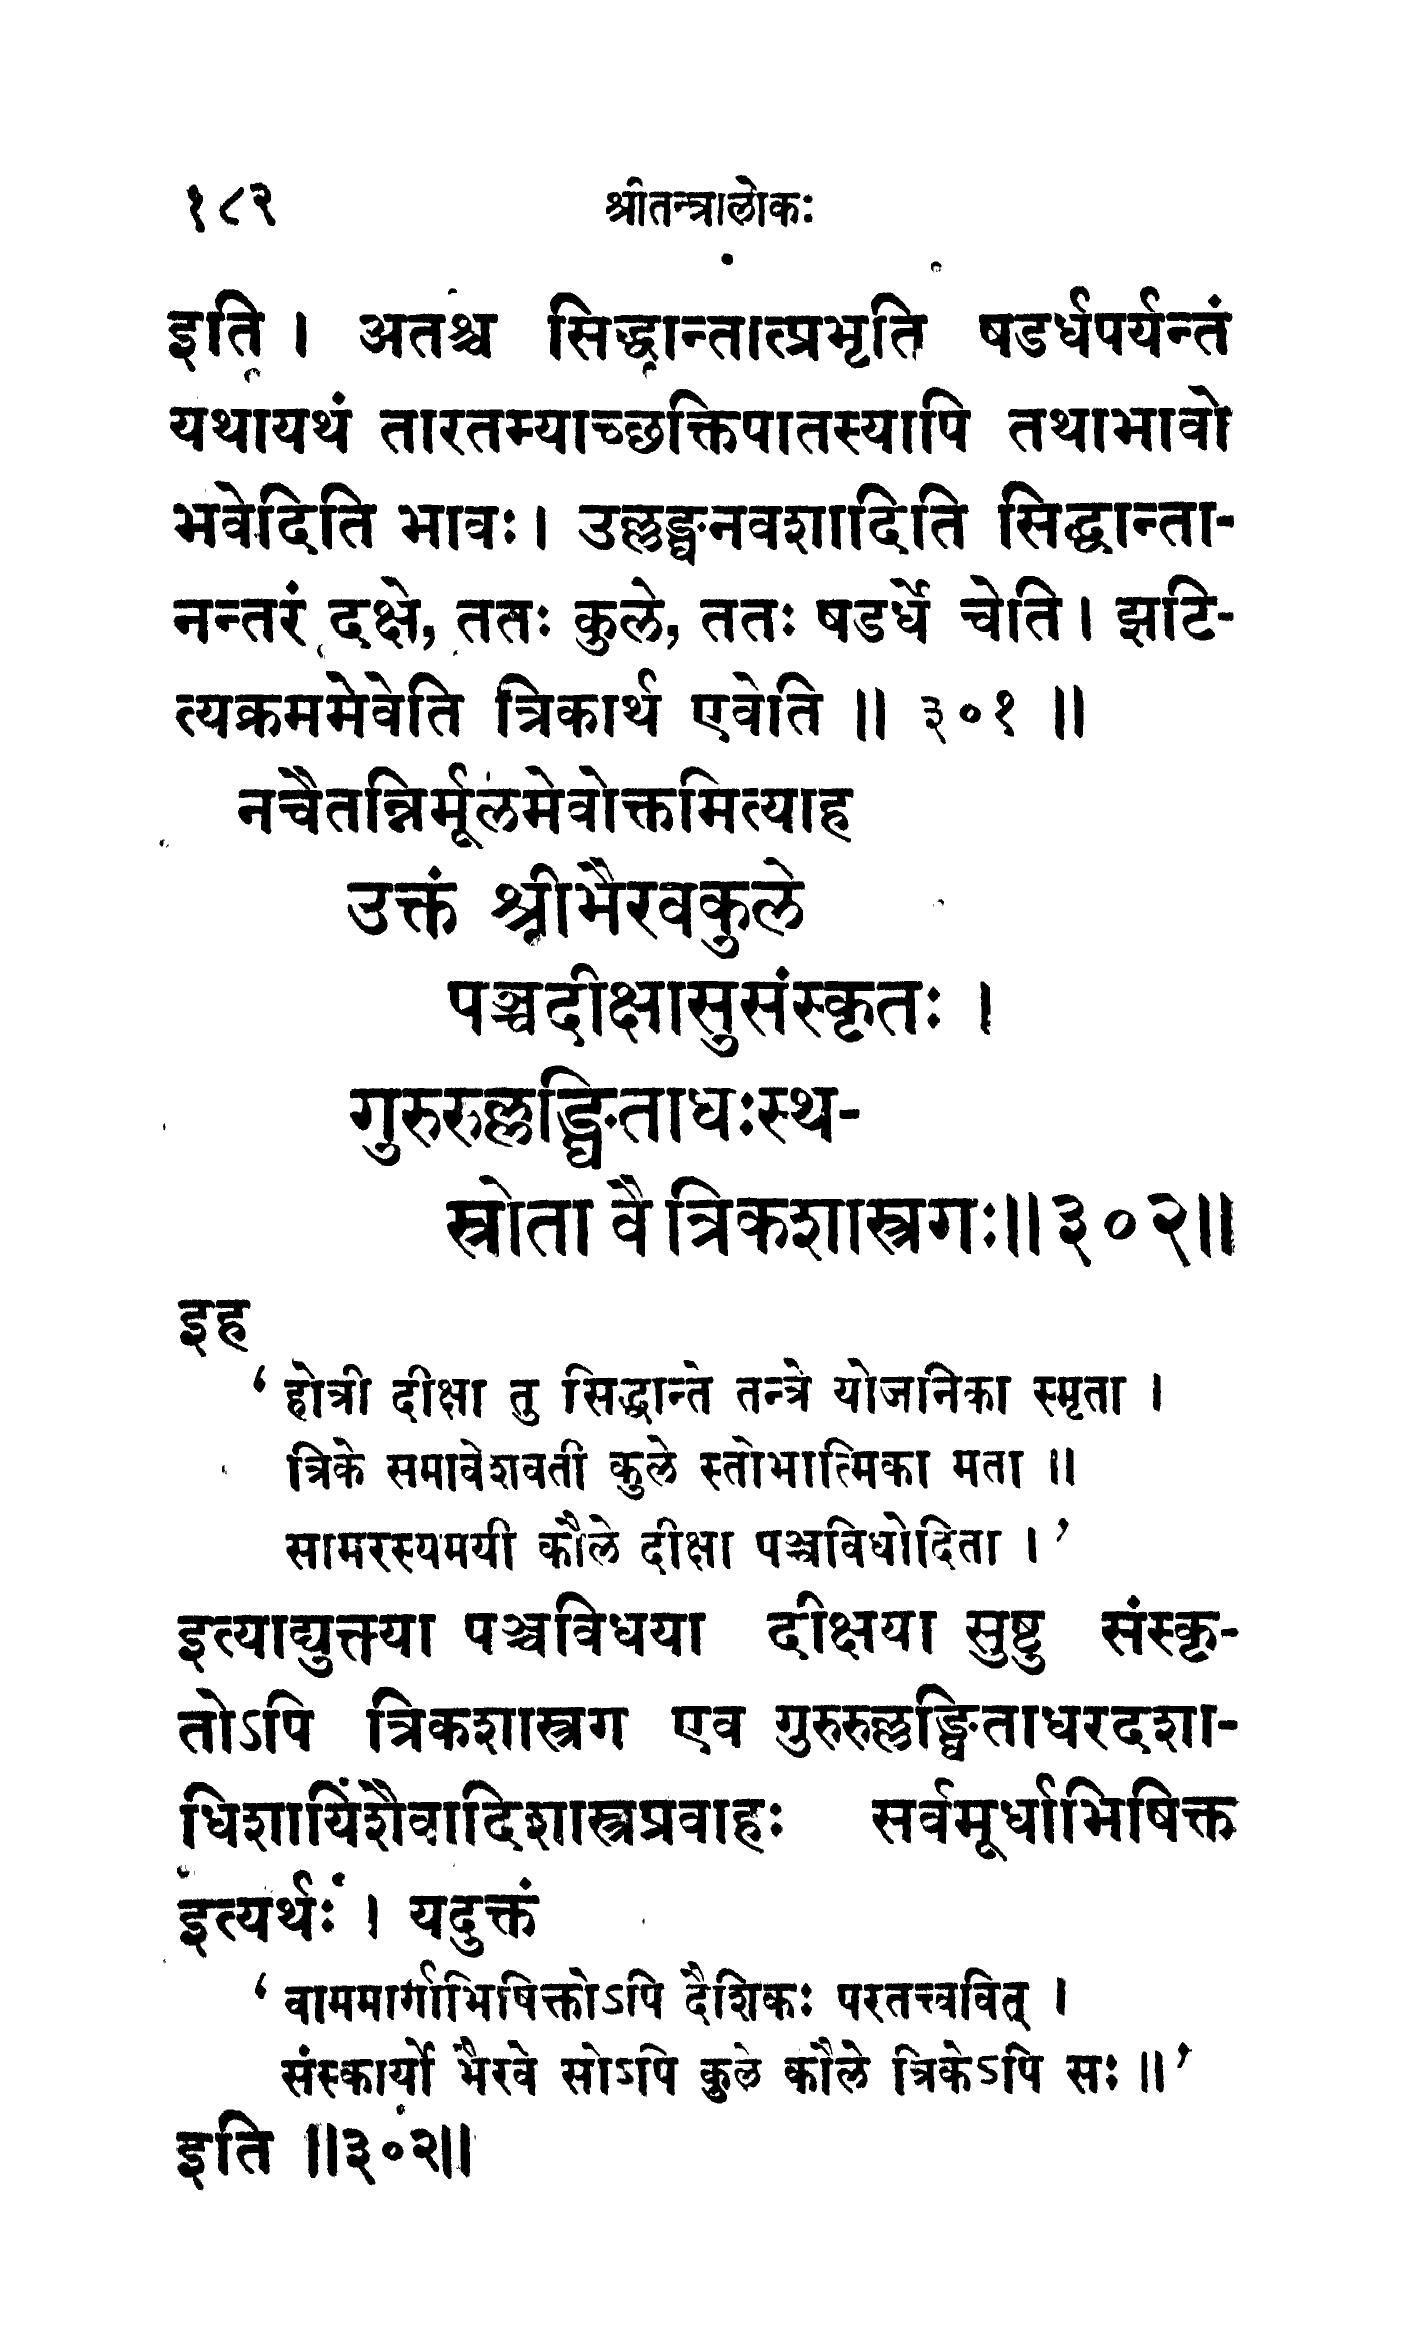 १८२ श्रीतन्त्रालोकः
इति । अतश्च सिद्धान्तात्प्रभृति षडर्धपर्यन्तं
यथायथं तारतम्याच्छक्तिपातस्यापि तथाभावो
भवेदिति भावः । उल्लङ्घनवशादिति सिद्धान्ता-
नन्तरं दक्षे, ततः कुले, ततः षडर्धे चेति । झटि-
त्यक्रममेवेति त्रिकार्थ एवेति ॥ ३०१ ॥
नचैतन्निर्मूलमेवोक्तमित्याह
उक्तं श्रीभैरवकुले
पञ्चदीक्षासुसंस्कृतः ।
गुरुरुल्लङ्घिताधःस्थ-
स्रोता वै त्रिकशास्त्रगः॥३०२॥
इह
‘ होत्री दीक्षा तु सिद्धान्ते तन्त्रे योजनिका स्मृता ।
त्रिके समावेशवती कुले स्तोभात्मिका मता ॥
सामरस्यमयी कौले दीक्षा पञ्चविधोदिता । ’
इत्याद्युक्त्या पञ्चविधया दीक्षया सुष्टु संस्कृ-
तोऽपि त्रिकशास्त्रग एव गुरुरुल्लङ्घिताधरदशा-
धिशायिशैवादिशास्त्रप्रवाहः सर्वमूर्धाभिषिक्त
इत्यर्थः । यदुक्तं
‘ वाममार्गाभिषिक्तोऽपि दैशिकः परतत्त्ववित् ।
संस्कार्यो भैरवे सोऽपि कुले कौले त्रिकेऽपि सः ॥ ’
इति ॥३०२॥